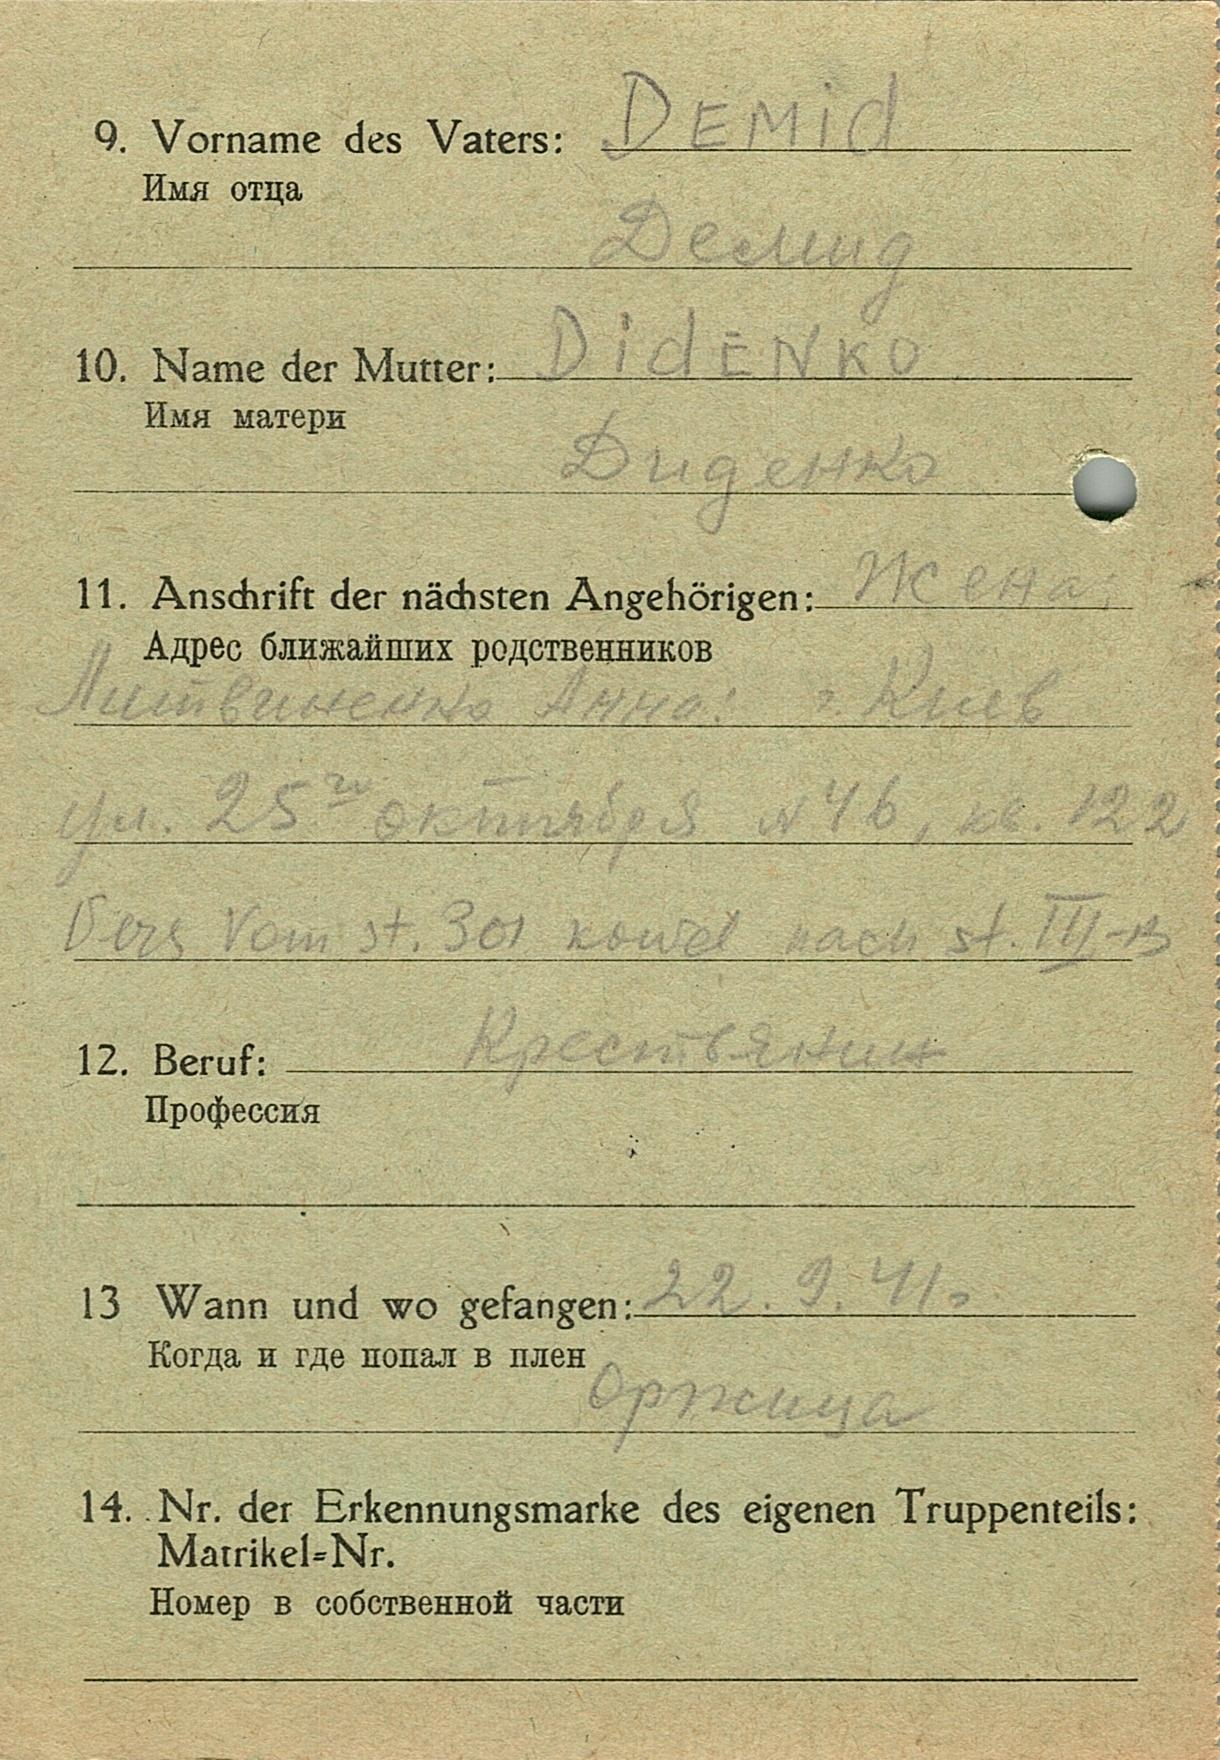 9. Vorname des Vaters: DEMid
Имя отца
Демид
10. Name der Mutter: DidENKO
Имя матери
Диденко
11. Anschrift der nächsten Angehörigen: Жена:
Адрес ближайших родственников
Литвиненко Анна: г. Киев
ул. 25го октября №46, кв. 122
Vers vom st. 301 kowel nach st. III-B
12. Beruf: Крестьянин
Профессия
13 Wann und wo gefangen: 22. 9. 41.
Когда и где попал в плен
Оржица
14. Nr. der Erkennungsmarke des eigenen Truppenteils:
Matrikel=Nr.
Номер в собственной части